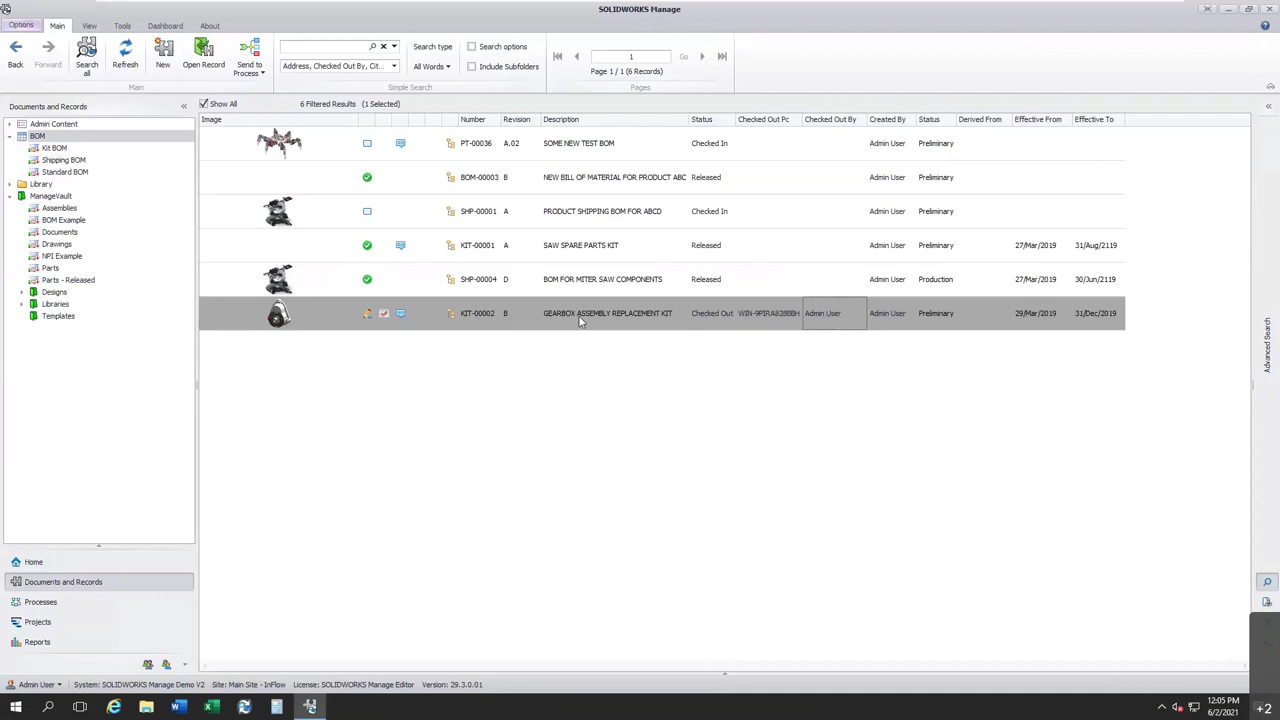 SOLIDWORKS Manage
Options Main View Tools Dashboard About
Back Forward Search all Refresh New Open Record Send to Process
Search type Search options
Address, Checked Out By, Cit... All Words Include Subfolders
1 Go
Page 1 / 1 (6 Records)
Main Simple Search Pages
Documents and Records
Admin Content
BOM
Kit BOM
Shipping BOM
Standard BOM
Library
ManageVault
Assemblies
BOM Example
Documents
Drawings
NPI Example
Parts
Parts - Released
Designs
Libraries
Templates
Home
Documents and Records
Processes
Projects
Reports
Show All 6 Filtered Results (1 Selected)
Image Number Revision Description Status Checked Out Pc Checked Out By Created By Status Derived From Effective From Effective To
PT-00036 A.02 SOME NEW TEST BOM Checked In Admin User Preliminary
BOM-00003 B NEW BILL OF MATERIAL FOR PRODUCT ABC Released Admin User Preliminary
SHP-00001 A PRODUCT SHIPPING BOM FOR ABCD Checked In Admin User Preliminary
KIT-00001 A SAW SPARE PARTS KIT Released Admin User Preliminary 27/Mar/2019 31/Aug/2119
SHP-00004 D BOM FOR MITER SAW COMPONENTS Released Admin User Production 27/Mar/2019 30/Jun/2119
KIT-00002 B GEARBOX ASSEMBLY REPLACEMENT KIT Checked Out Admin User Admin User Preliminary 29/Mar/2019 31/Dec/2019
Advanced Search
Admin User System: SOLIDWORKS Manage Demo V2 Site: Main Site - InFlow License: SOLIDWORKS Manage Editor Version: 29.3.0.01
12:05 PM
6/2/2021
+2